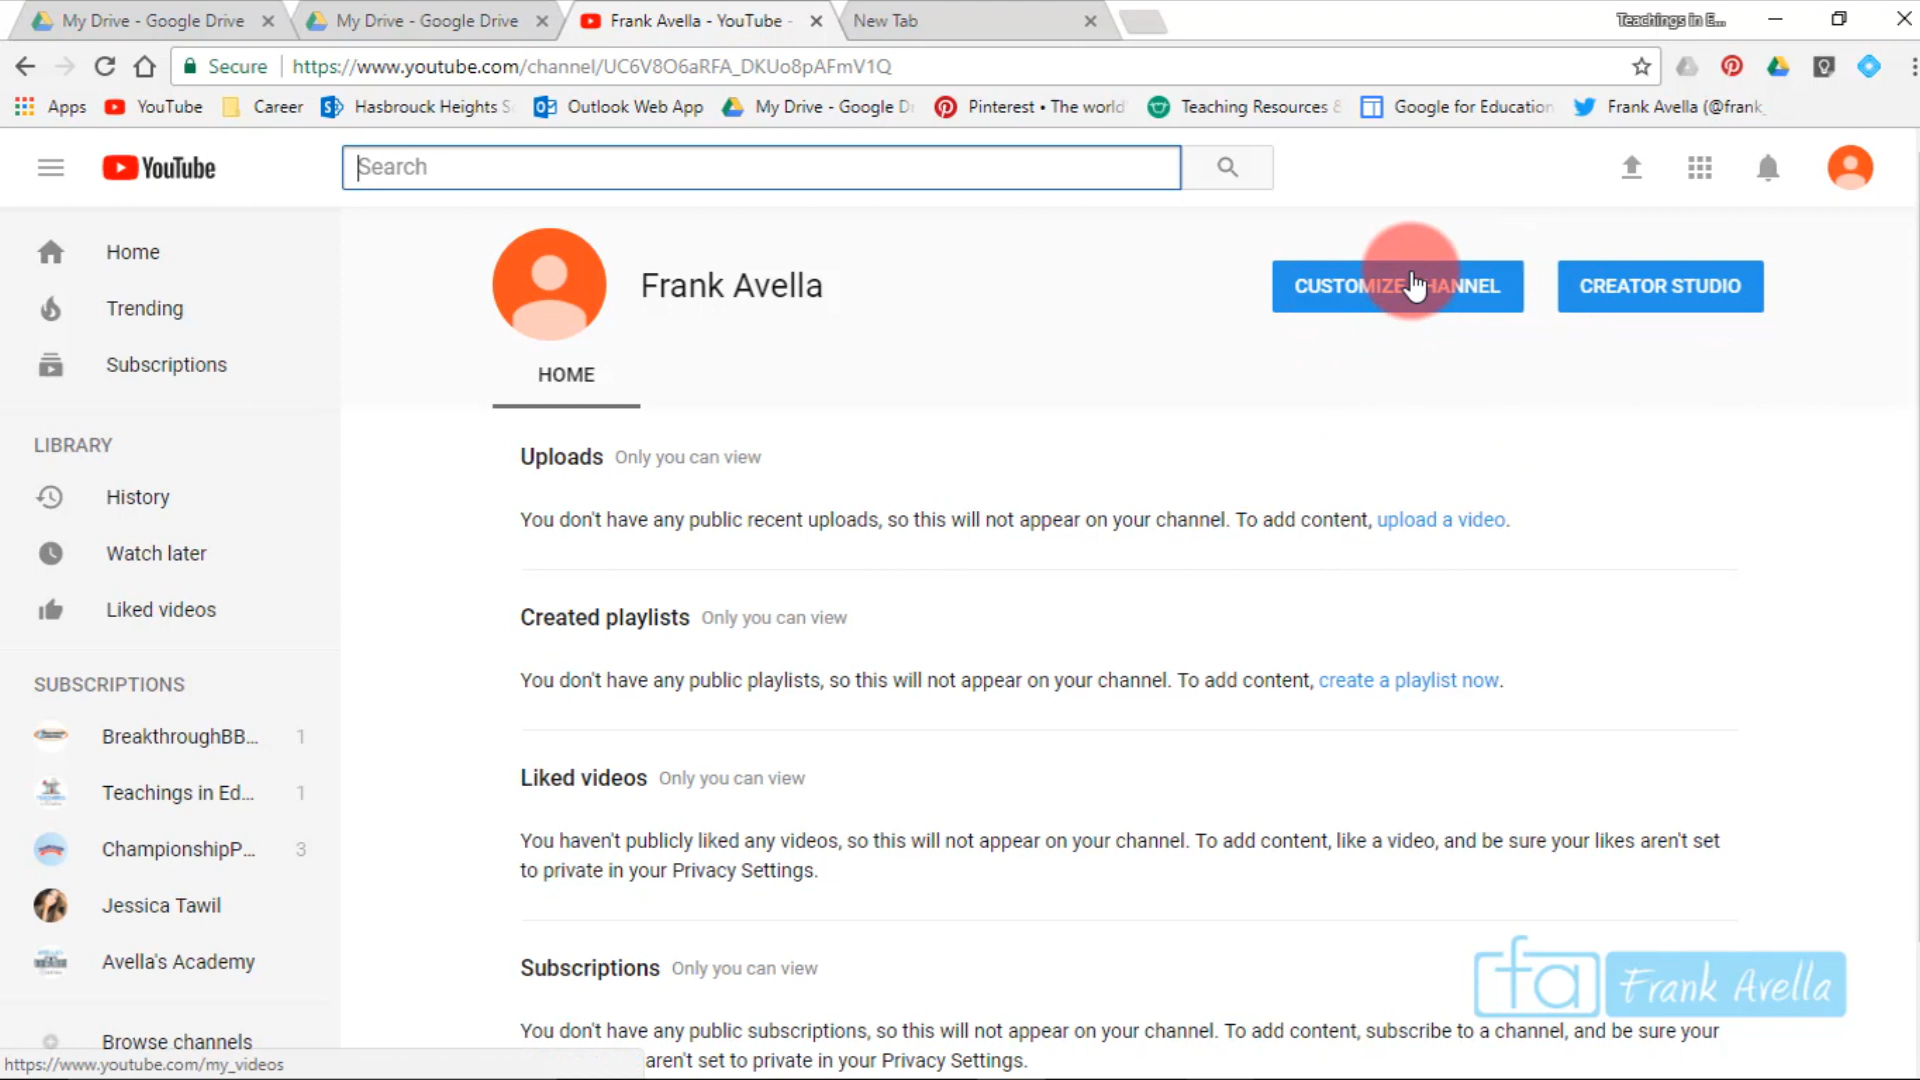 My Drive - Google Drive
My Drive - Google Drive
Frank Avella - YouTube -
New Tab
Teachings in E...
Secure
https://www.youtube.com/channel/UC6V8O6aRFA_DKUo8pAFmV1Q
Apps
YouTube
Career
Hasbrouck Heights S
Outlook Web App
My Drive - Google D
Pinterest • The world
Teaching Resources &
Google for Education
Frank Avella (@frank_
YouTube
Search
Home
Trending
Subscriptions
LIBRARY
History
Watch later
Liked videos
SUBSCRIPTIONS
BreakthroughBB... 1
Teachings in Ed... 1
ChampionshipP... 3
Jessica Tawil
Avella's Academy
Browse channels
https://www.youtube.com/my_videos
Frank Avella
CUSTOMIZE CHANNEL
CREATOR STUDIO
HOME
Uploads Only you can view
You don't have any public recent uploads, so this will not appear on your channel. To add content, upload a video.
Created playlists Only you can view
You don't have any public playlists, so this will not appear on your channel. To add content, create a playlist now.
Liked videos Only you can view
You haven't publicly liked any videos, so this will not appear on your channel. To add content, like a video, and be sure your likes aren't set
to private in your Privacy Settings.
Subscriptions Only you can view
You don't have any public subscriptions, so this will not appear on your channel. To add content, subscribe to a channel, and be sure your
aren't set to private in your Privacy Settings.
fa Frank Avella